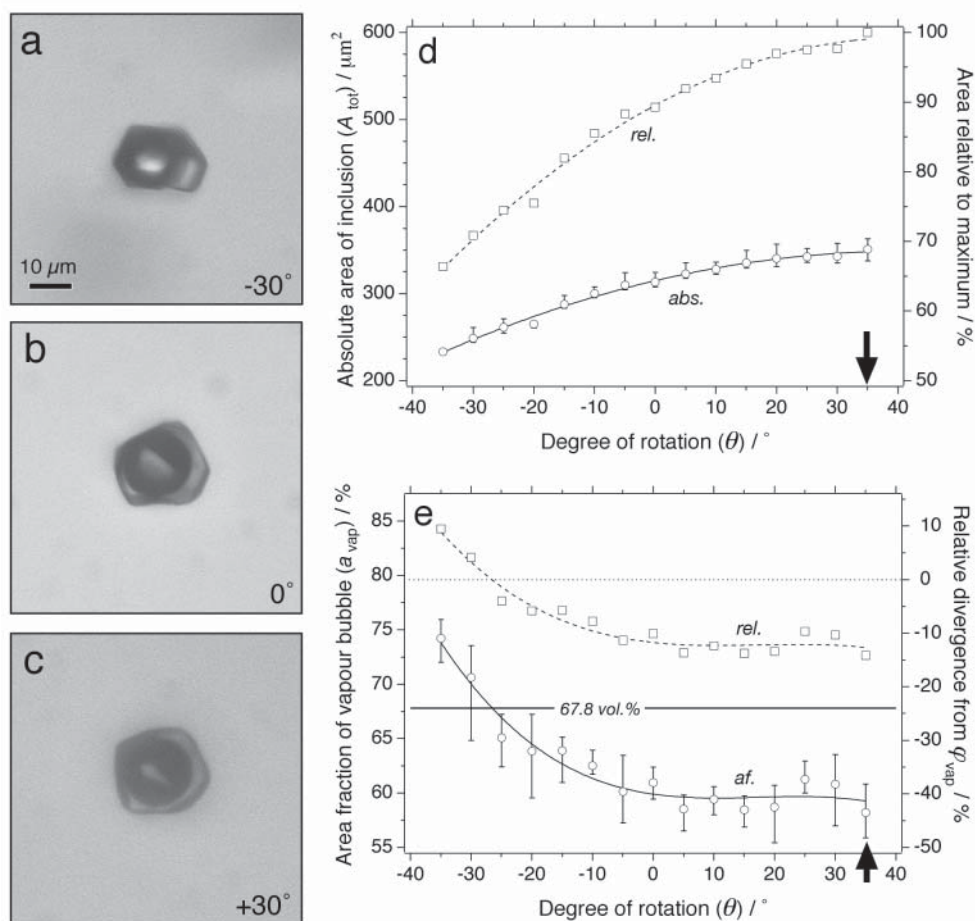 a
10 µm
-30°
b
0°
c
+30°
d
Absolute area of inclusion (A tot) / µm²
600
500
400
300
200
rel.
abs.
100
90
80
70
60
50
Area relative to maximum / %
-40 -30 -20 -10 0 10 20 30 40
Degree of rotation (θ) / °
e
Area fraction of vapour bubble (a vap) / %
85
80
75
70
65
60
55
rel.
67.8 vol.%
af.
10
0
-10
-20
-30
-40
-50
Relative divergence from φvap / %
-40 -30 -20 -10 0 10 20 30 40
Degree of rotation (θ) / °